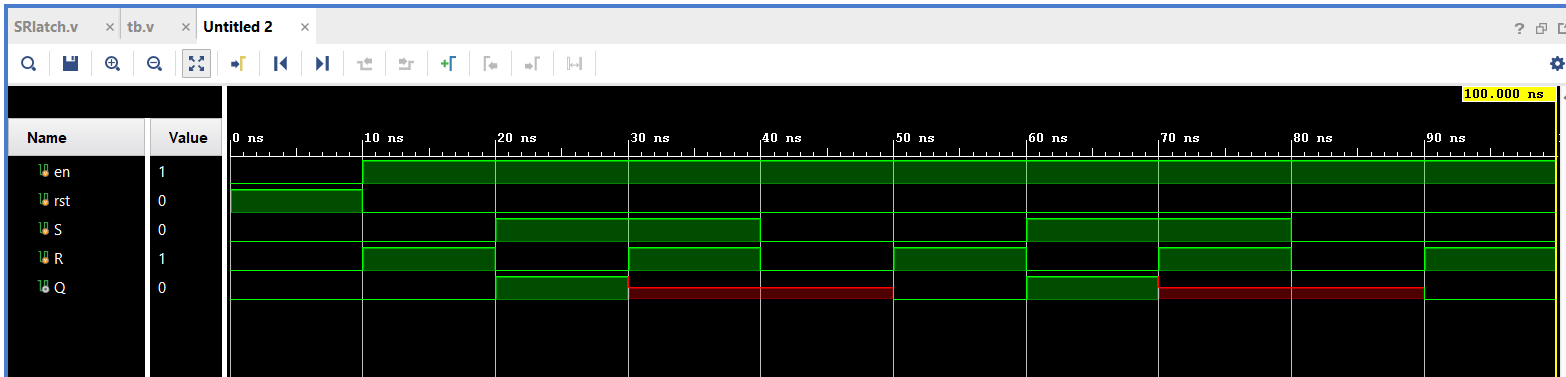 SRlatch.v × tb.v × Untitled 2 ×
?
100.000 ns
Name Value
0 ns 10 ns 20 ns 30 ns 40 ns 50 ns 60 ns 70 ns 80 ns 90 ns
en 1
rst 0
S 0
R 1
Q 0